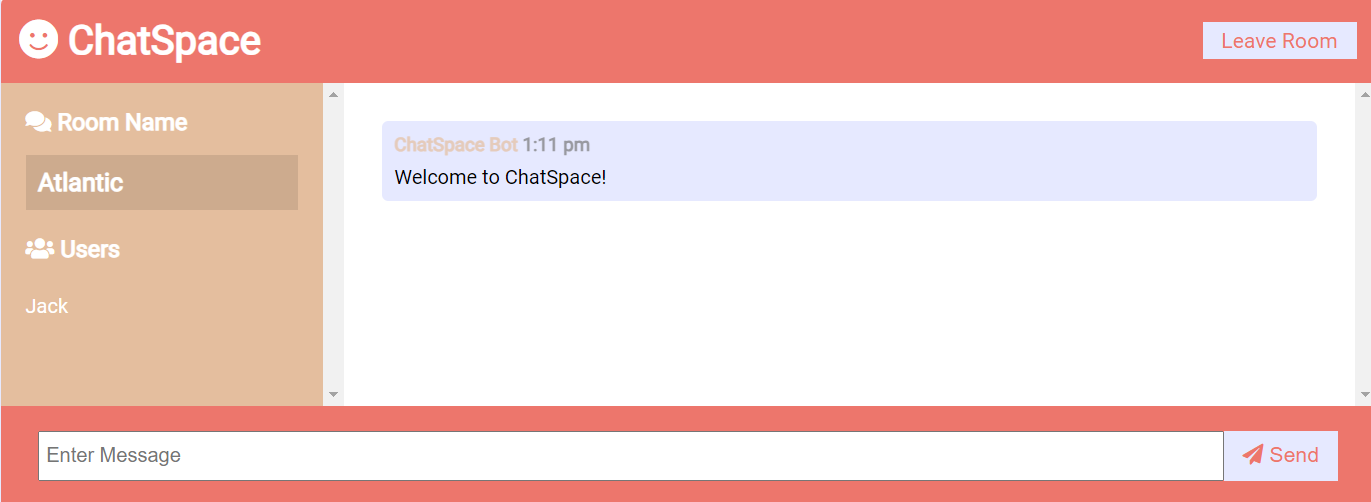 ChatSpace
Leave Room
Room Name
Atlantic
Users
Jack
ChatSpace Bot 1:11 pm
Welcome to ChatSpace!
Enter Message
Send